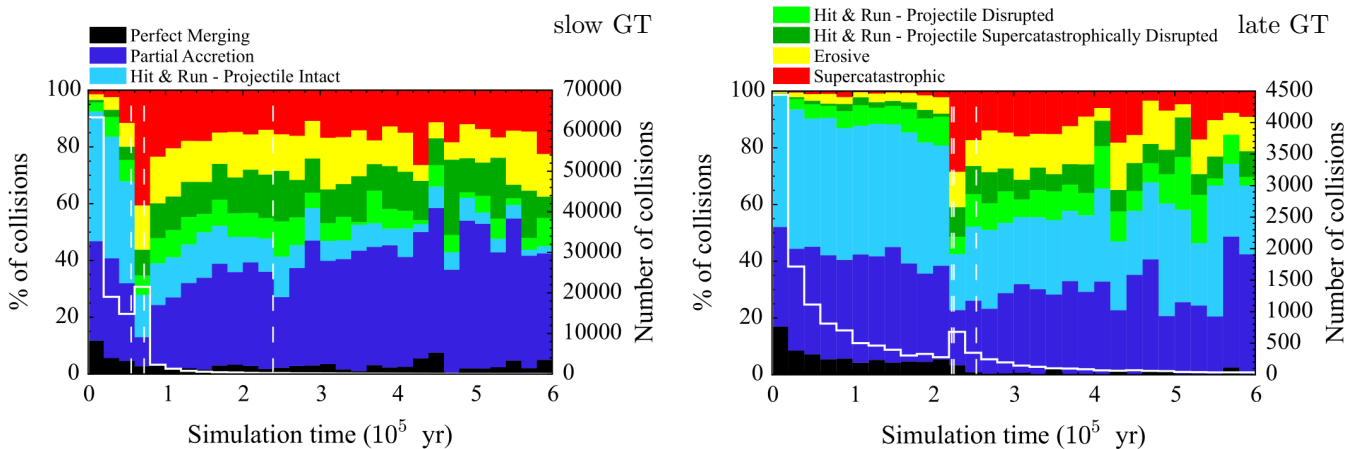 slow GT
Perfect Merging
Partial Accretion
Hit & Run - Projectile Intact
100
80
60
40
20
0
% of collisions
70000
60000
50000
40000
30000
20000
10000
0
Number of collisions
0 1 2 3 4 5 6
Simulation time (10⁵ yr)
late GT
Hit & Run - Projectile Disrupted
Hit & Run - Projectile Supercatastrophically Disrupted
Erosive
Supercatastrophic
100
80
60
40
20
0
% of collisions
4500
4000
3500
3000
2500
2000
1500
1000
500
0
Number of collisions
0 1 2 3 4 5 6
Simulation time (10⁵ yr)